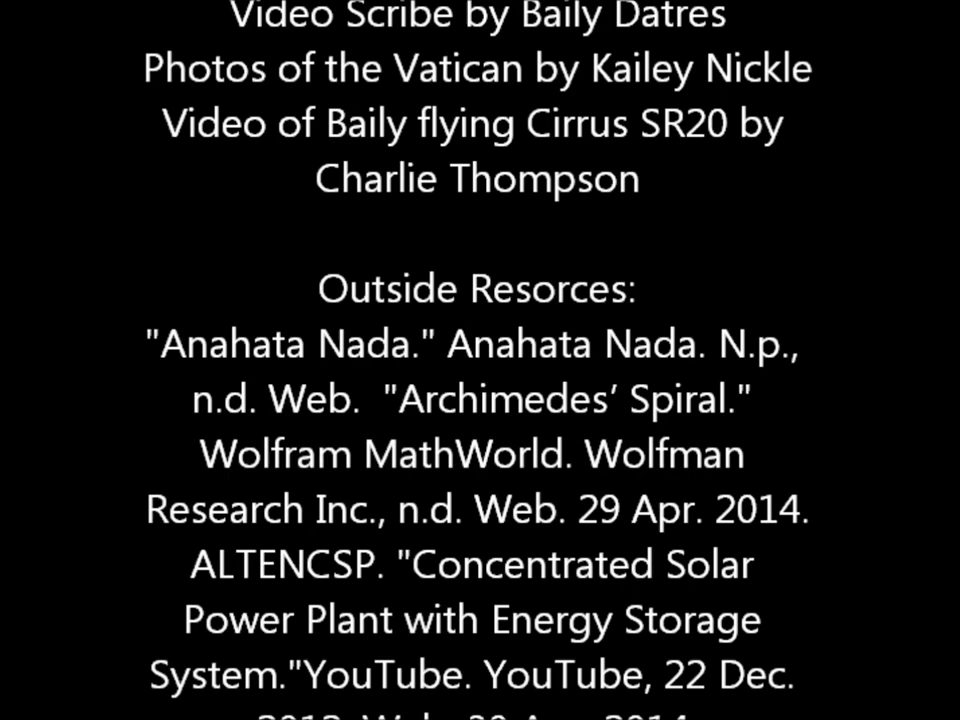 Video Scribe by Baily Datres
Photos of the Vatican by Kailey Nickle
Video of Baily flying Cirrus SR20 by
Charlie Thompson
Outside Resorces:
"Anahata Nada." Anahata Nada. N.p.,
n.d. Web.  "Archimedes’ Spiral."
Wolfram MathWorld. Wolfman
Research Inc., n.d. Web. 29 Apr. 2014.
ALTENCSP. "Concentrated Solar
Power Plant with Energy Storage
System."YouTube. YouTube, 22 Dec.